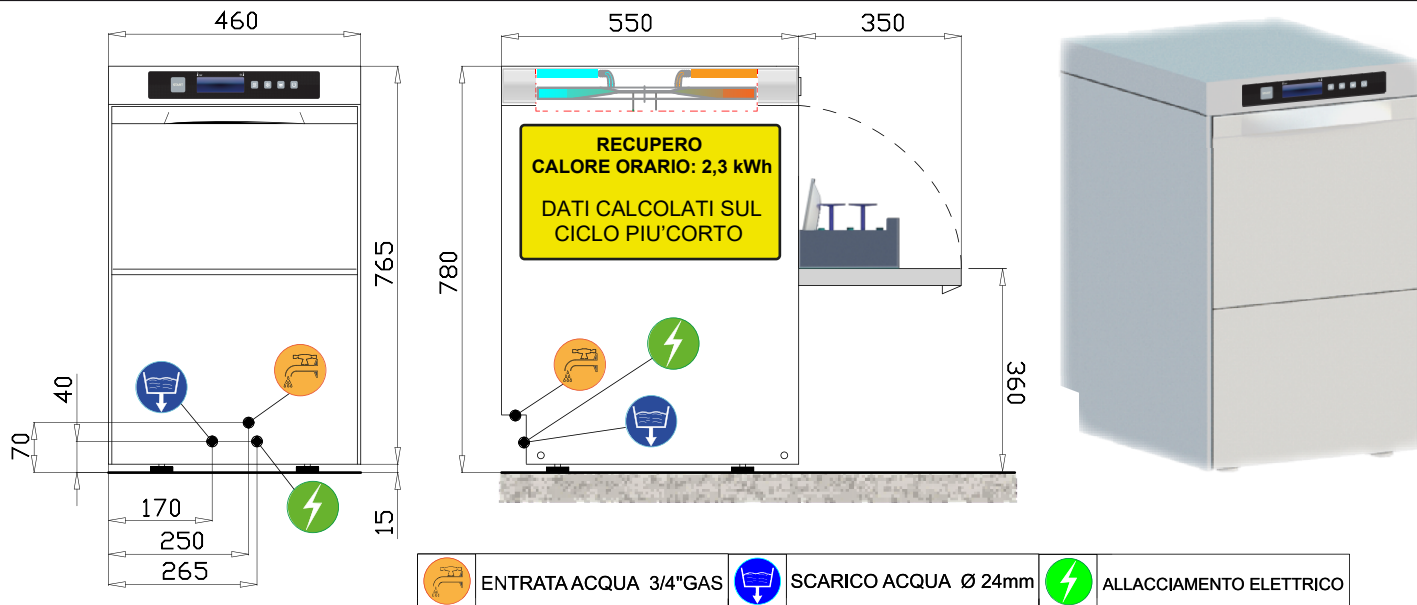 460
550
350
RECUPERO
CALORE ORARIO: 2,3 kWh
DATI CALCOLATI SUL
CICLO PIU'CORTO
765
780
360
40
70
170
250
265
15
ENTRATA ACQUA 3/4"GAS
SCARICO ACQUA Ø 24mm
ALLACCIAMENTO ELETTRICO